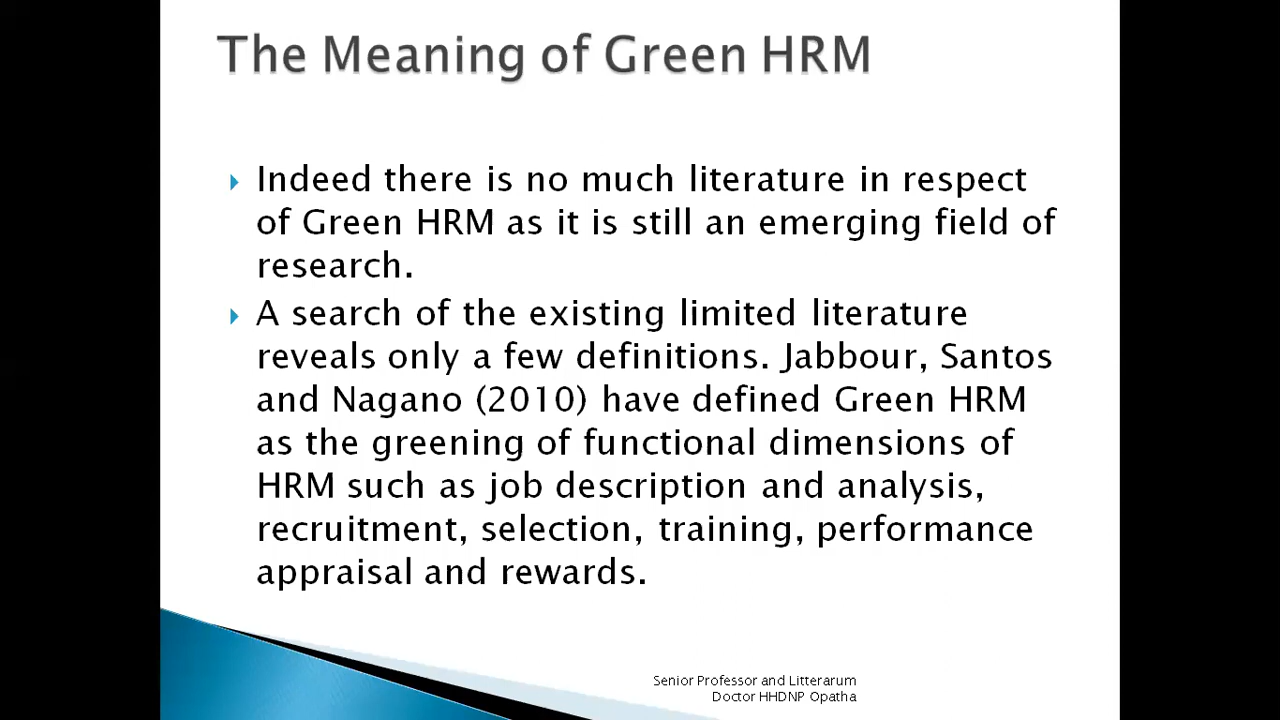 The Meaning of Green HRM
Indeed there is no much literature in respect
of Green HRM as it is still an emerging field of
research.
A search of the existing limited literature
reveals only a few definitions. Jabbour, Santos
and Nagano (2010) have defined Green HRM
as the greening of functional dimensions of
HRM such as job description and analysis,
recruitment, selection, training, performance
appraisal and rewards.
Senior Professor and Litterarum
Doctor HHDNP Opatha